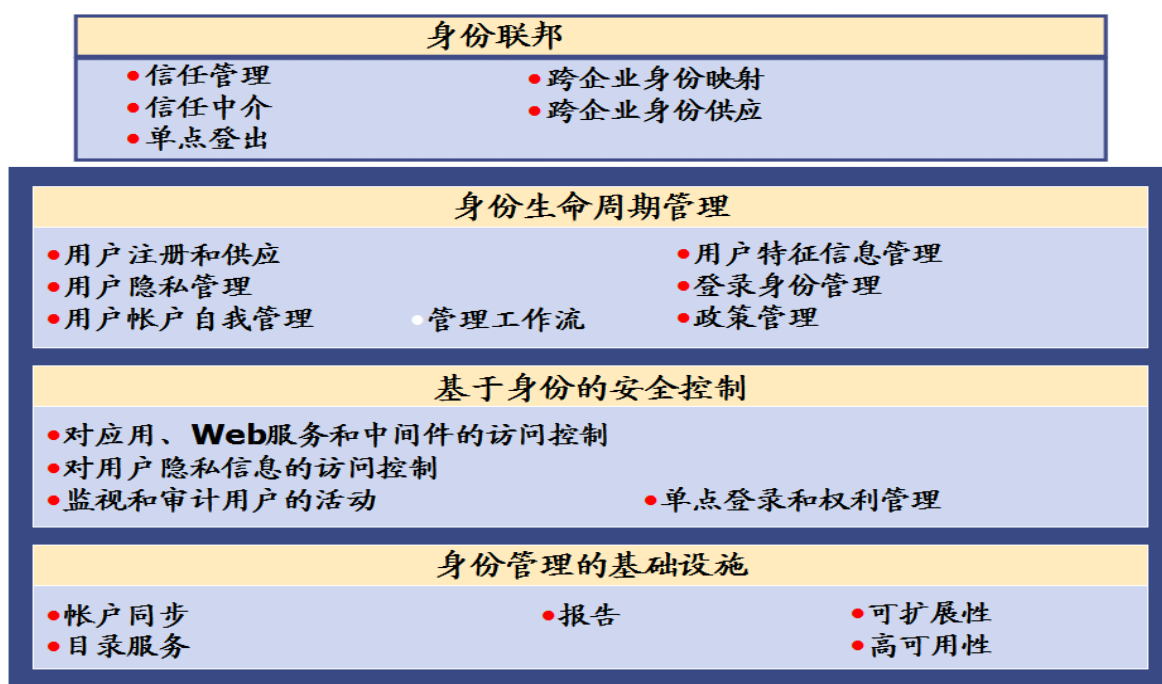 身份联邦
•信任管理
•跨企业身份映射
•信任中介
•跨企业身份供应
•单点登出
身份生命周期管理
•用户注册和供应
•用户特征信息管理
•用户隐私管理
•登录身份管理
•用户帐户自我管理
•管理工作流
•政策管理
基于身份的安全控制
•对应用、Web服务和中间件的访问控制
•对用户隐私信息的访问控制
•监视和审计用户的活动
•单点登录和权利管理
身份管理的基础设施
•帐户同步
•报告
•可扩展性
•目录服务
•高可用性